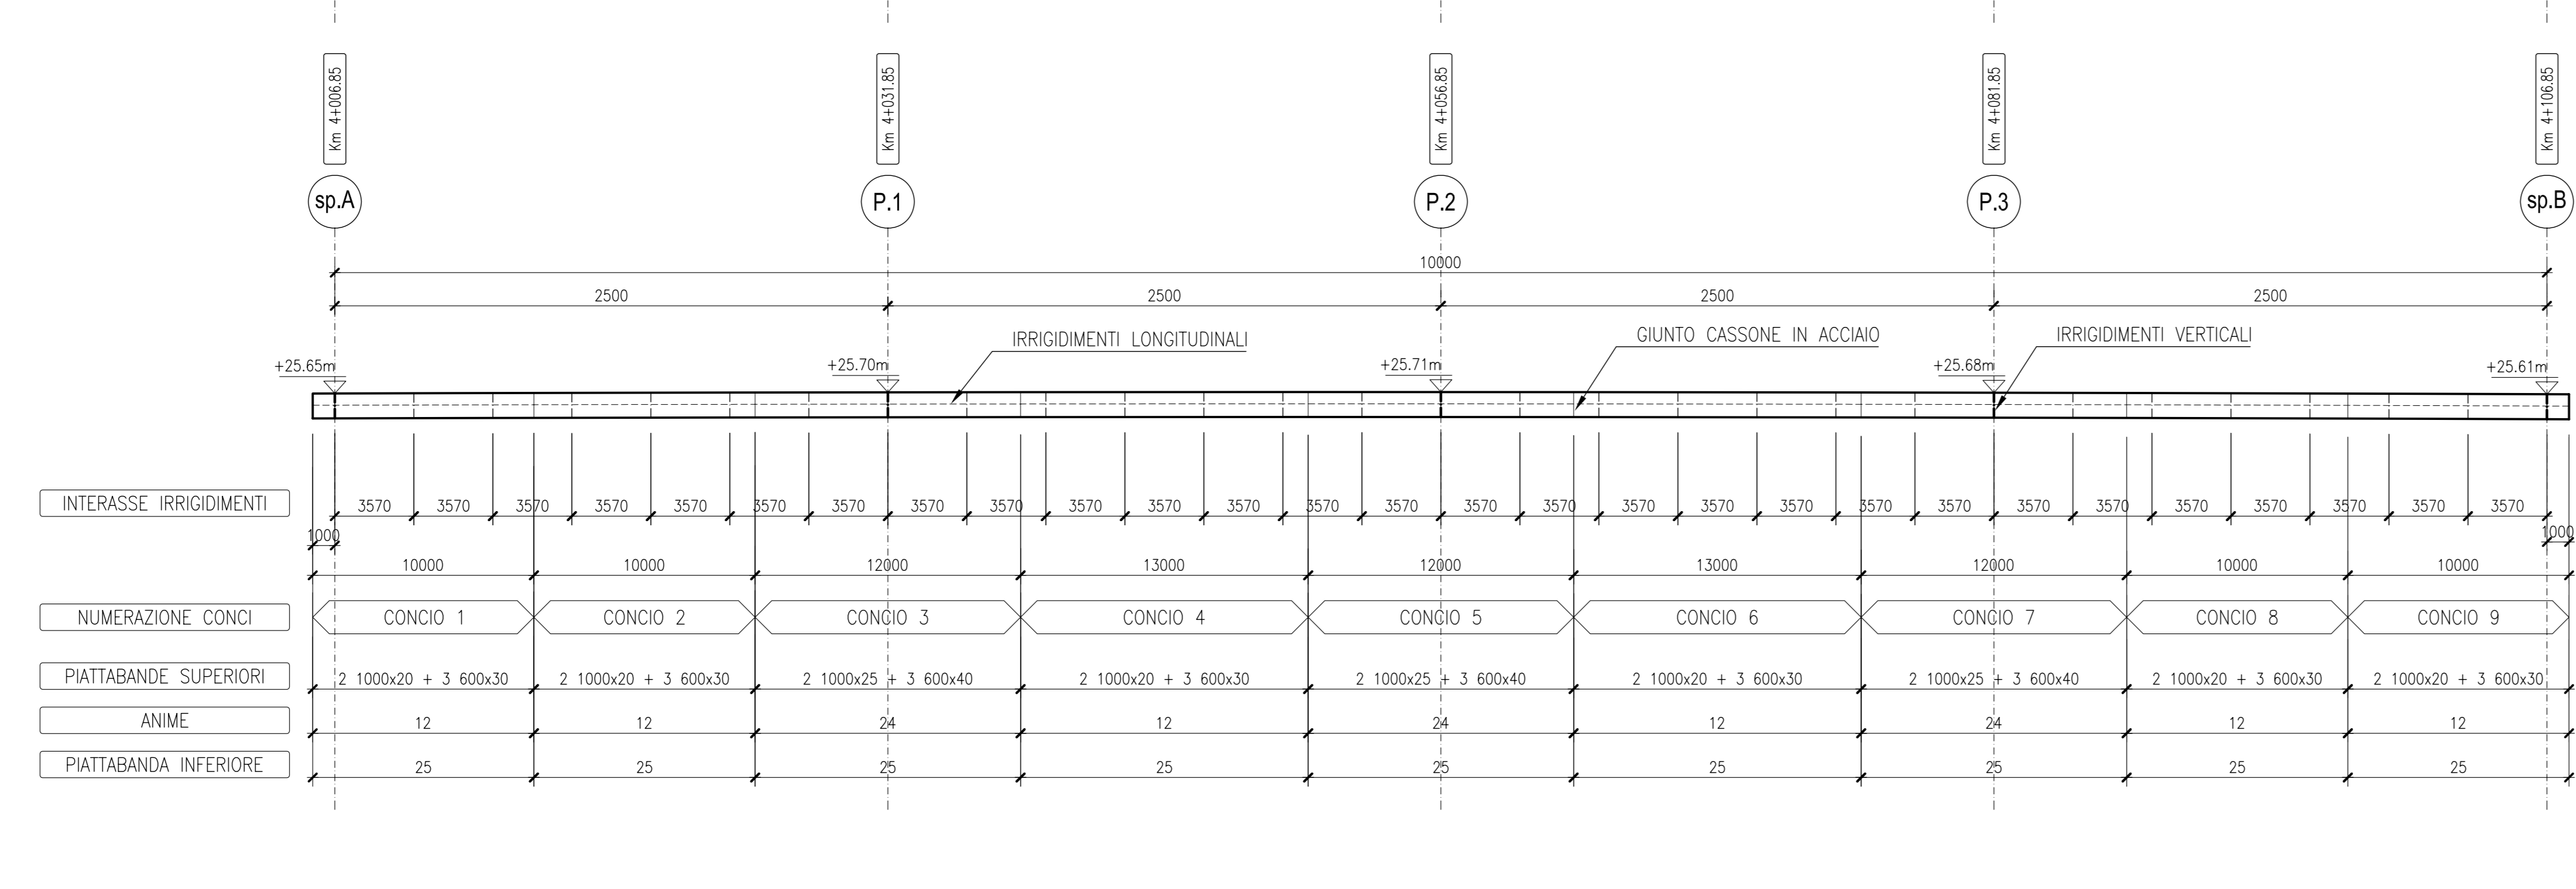 Km 4+006.85 Km 4+031.85 Km 4+056.85 Km 4+081.85 Km 4+106.85
sp.A P.1 P.2 P.3 sp.B
10000
2500 2500 2500 2500
IRRIGIDIMENTI LONGITUDINALI GIUNTO CASSONE IN ACCIAIO IRRIGIDIMENTI VERTICALI
+25.65m +25.70m +25.71m +25.68m +25.61m
INTERASSE IRRIGIDIMENTI 3570 3570 3570 3570 3570 3570 3570 3570 3570 3570 3570 3570 3570 3570 3570 3570 3570 3570 3570 3570 3570 3570 3570 3570 3570 3570 3570 3570
1000 1000
10000 10000 12000 13000 12000 13000 12000 10000 10000
NUMERAZIONE CONCI CONCIO 1 CONCIO 2 CONCIO 3 CONCIO 4 CONCIO 5 CONCIO 6 CONCIO 7 CONCIO 8 CONCIO 9
PIATTABANDE SUPERIORI 2 1000x20 + 3 600x30 2 1000x20 + 3 600x30 2 1000x25 + 3 600x40 2 1000x20 + 3 600x30 2 1000x25 + 3 600x40 2 1000x20 + 3 600x30 2 1000x25 + 3 600x40 2 1000x20 + 3 600x30 2 1000x20 + 3 600x30
ANIME 12 12 24 12 24 12 24 12 12
PIATTABANDA INFERIORE 25 25 25 25 25 25 25 25 25